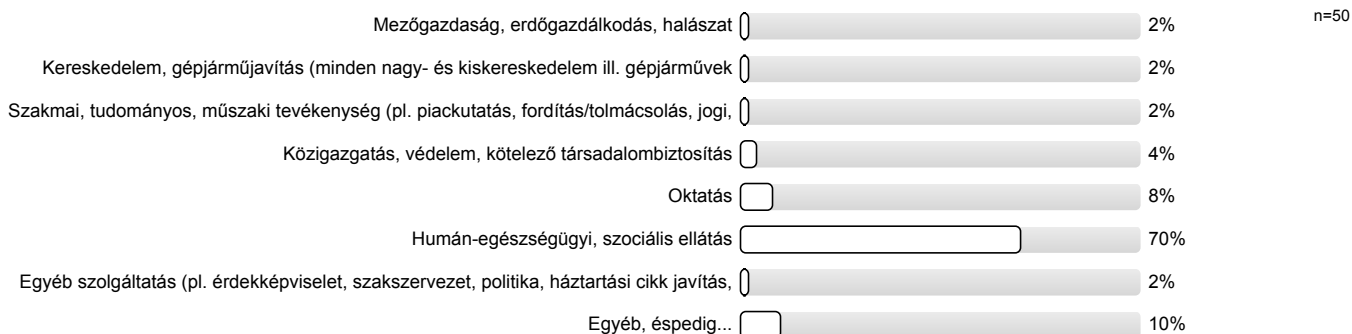 n=50
Mezőgazdaság, erdőgazdálkodás, halászat 2%
Kereskedelem, gépjárműjavítás (minden nagy- és kiskereskedelem ill. gépjárművek 2%
Szakmai, tudományos, műszaki tevékenység (pl. piackutatás, fordítás/tolmácsolás, jogi, 2%
Közigazgatás, védelem, kötelező társadalombiztosítás 4%
Oktatás 8%
Humán-egészségügyi, szociális ellátás 70%
Egyéb szolgáltatás (pl. érdekképviselet, szakszervezet, politika, háztartási cikk javítás, 2%
Egyéb, éspedig... 10%